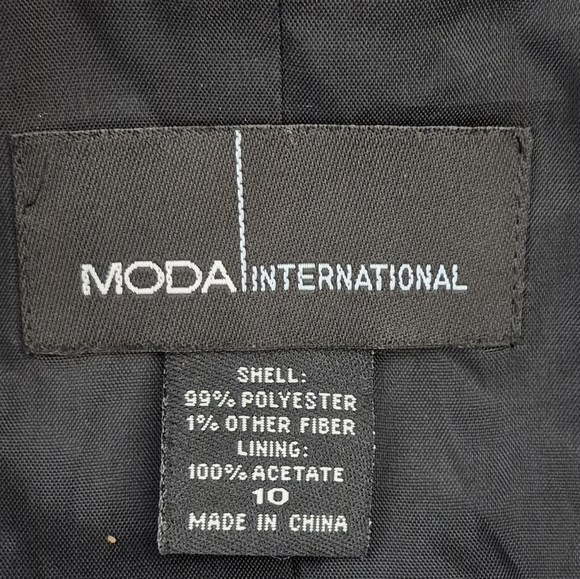 MODA INTERNATIONAL
SHELL:
99% POLYESTER
1% OTHER FIBER
LINING:
100% ACETATE
10
MADE IN CHINA